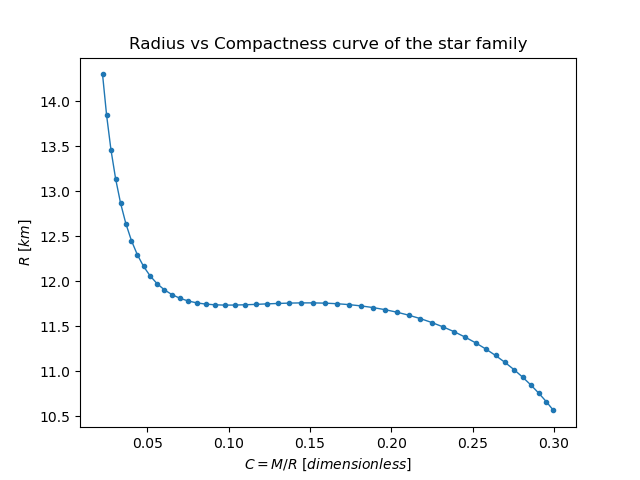 Radius vs Compactness curve of the star family
14.0
13.5
13.0
12.5
12.0
11.5
11.0
10.5
R [km]
0.05 0.10 0.15 0.20 0.25 0.30
C = M/R [dimensionless]